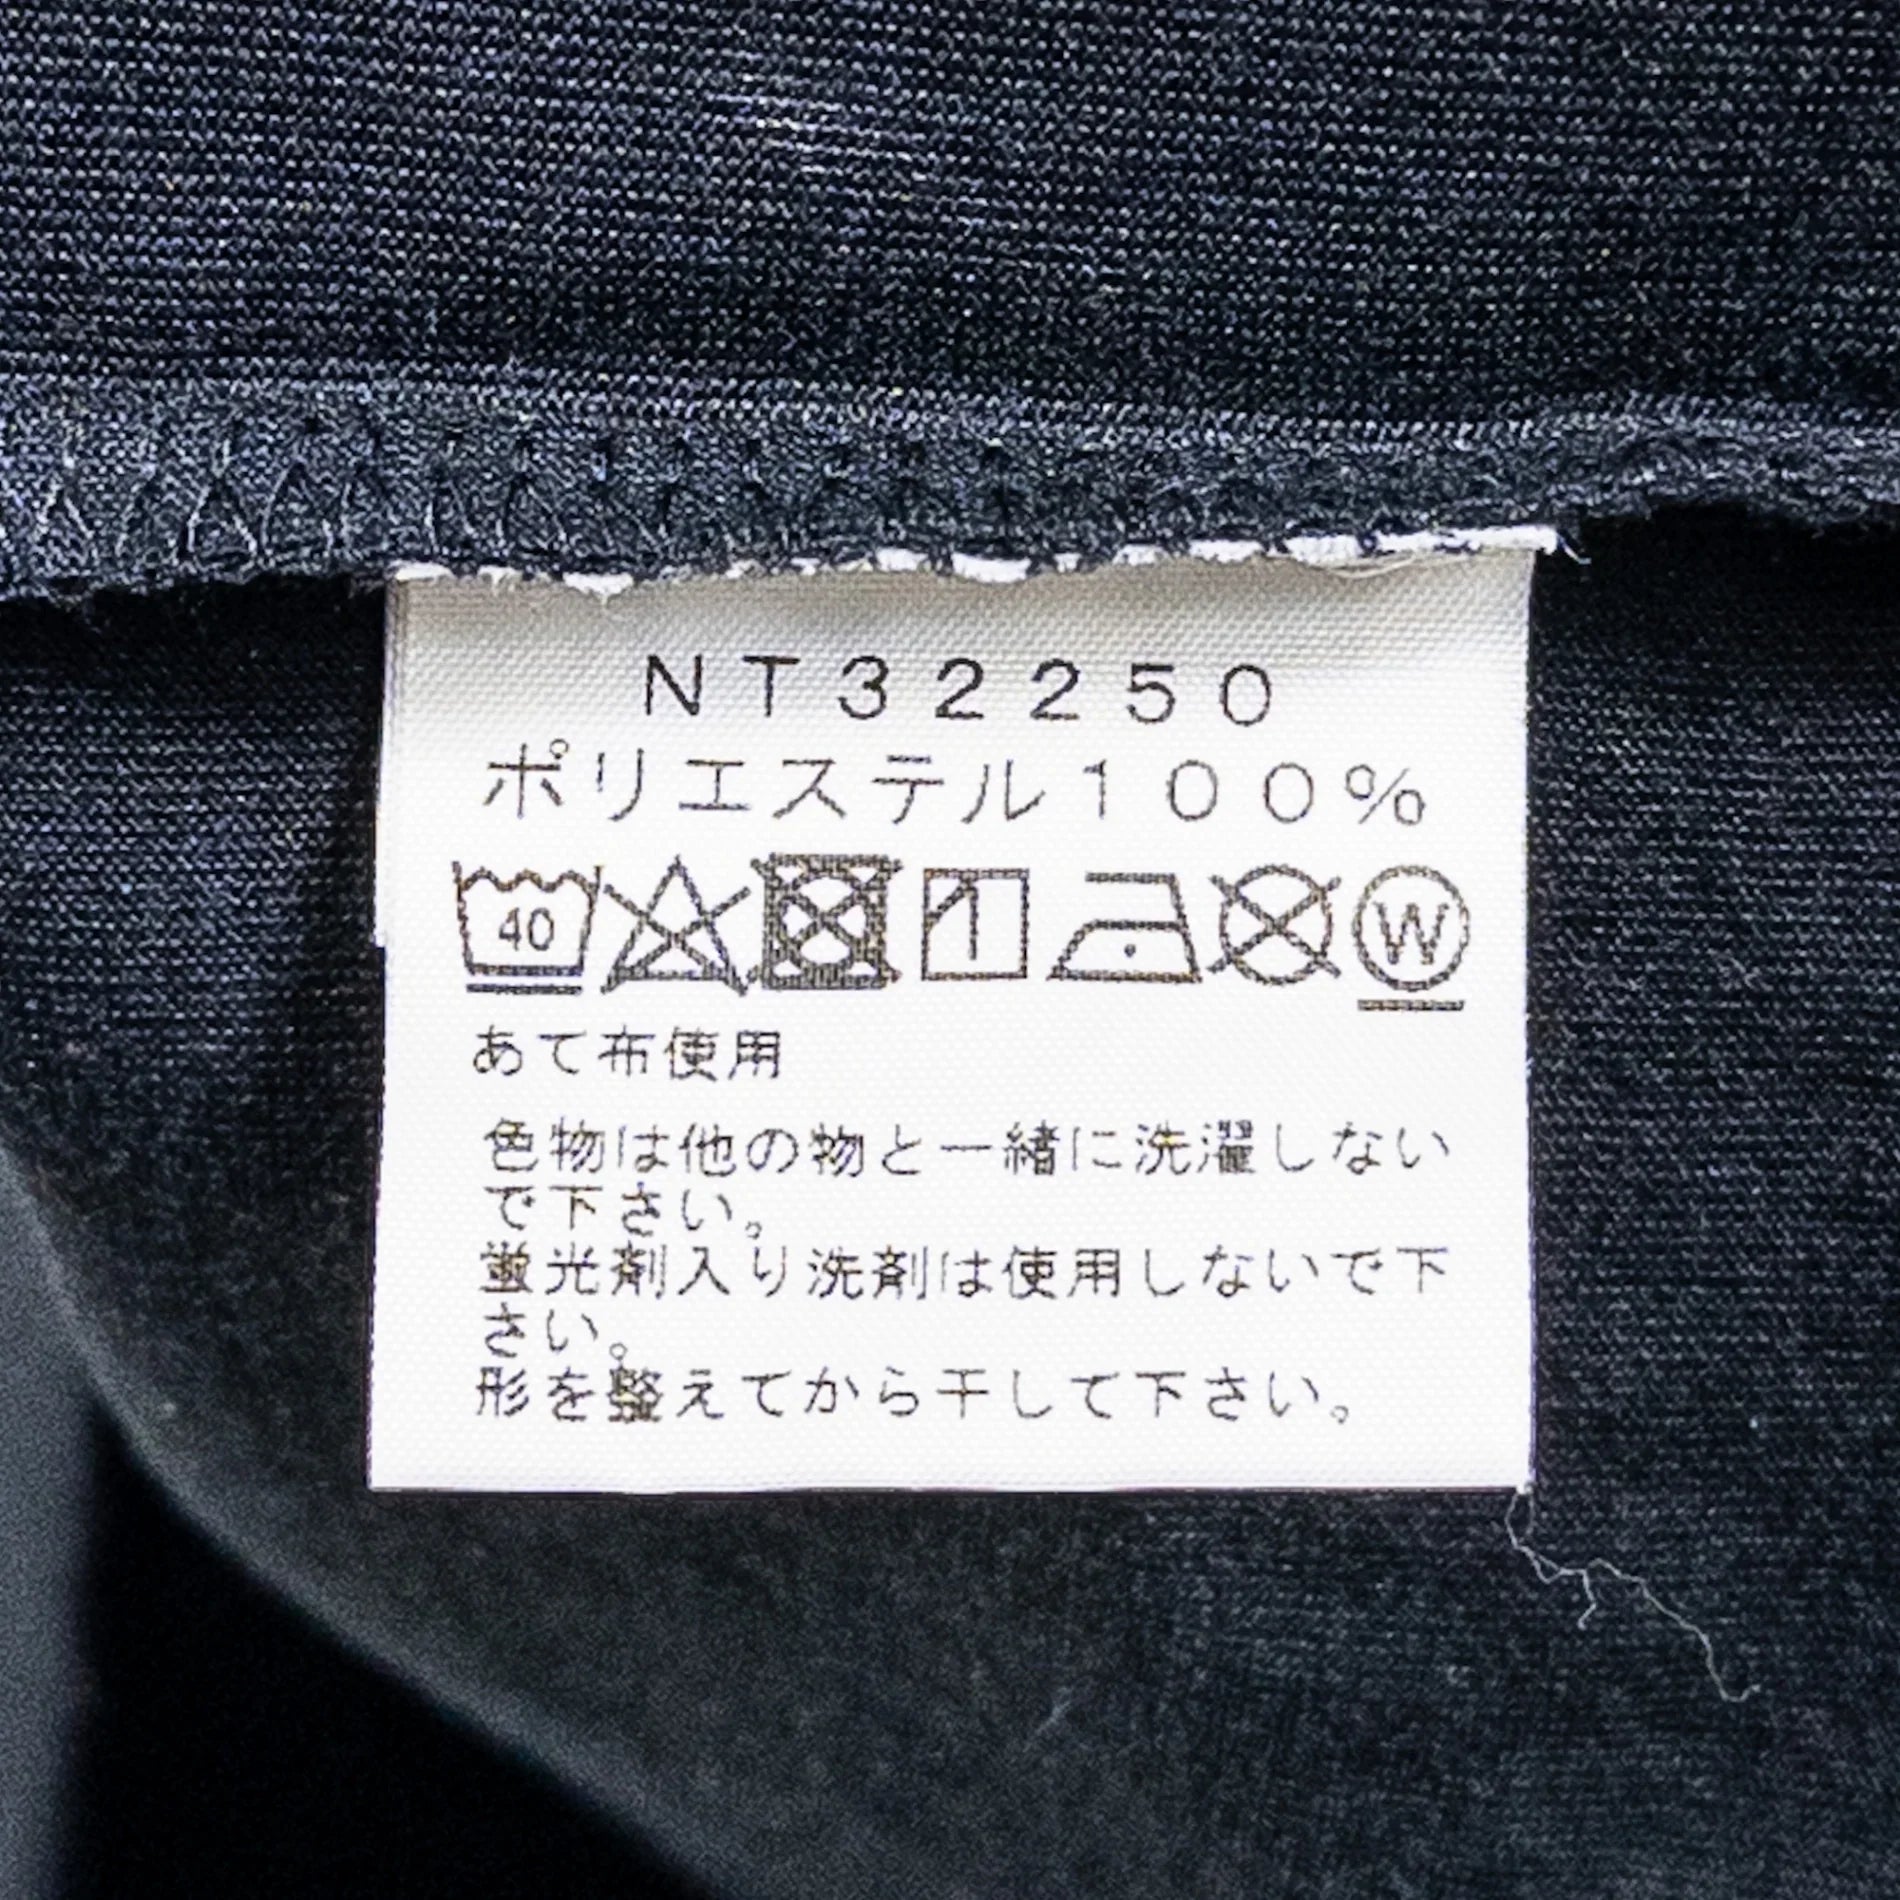 NT32250
ポリエステル100%
40 W
あて布使用
色物は他の物と一緒に洗濯しない
で下さい。
蛍光剤入り洗剤は使用しないで下
さい。
形を整えてから干して下さい。